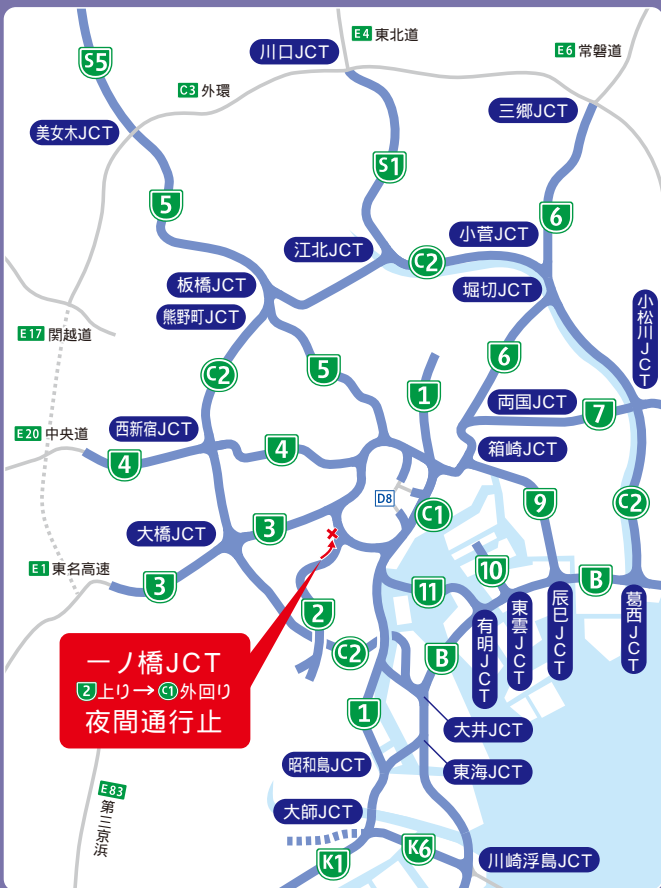 E4 東北道
川口JCT
E6 常磐道
S5
C3 外環
三郷JCT
美女木JCT
S1
5
6
小菅JCT
江北JCT
C2
板橋JCT
堀切JCT
熊野町JCT
小松川JCT
E17 関越道
6
5
C2
1
両国JCT
7
西新宿JCT
E20 中央道
4
箱崎JCT
4
D8
9
C2
C1
3
大橋JCT
E1 東名高速
10
B
3
11
2
有明JCT
東雲JCT
辰巳JCT
葛西JCT
C2
B
一ノ橋JCT
2上り→C1外回り
夜間通行止
1
大井JCT
昭和島JCT
東海JCT
E83 第三京浜
大師JCT
K1
K6
川崎浮島JCT